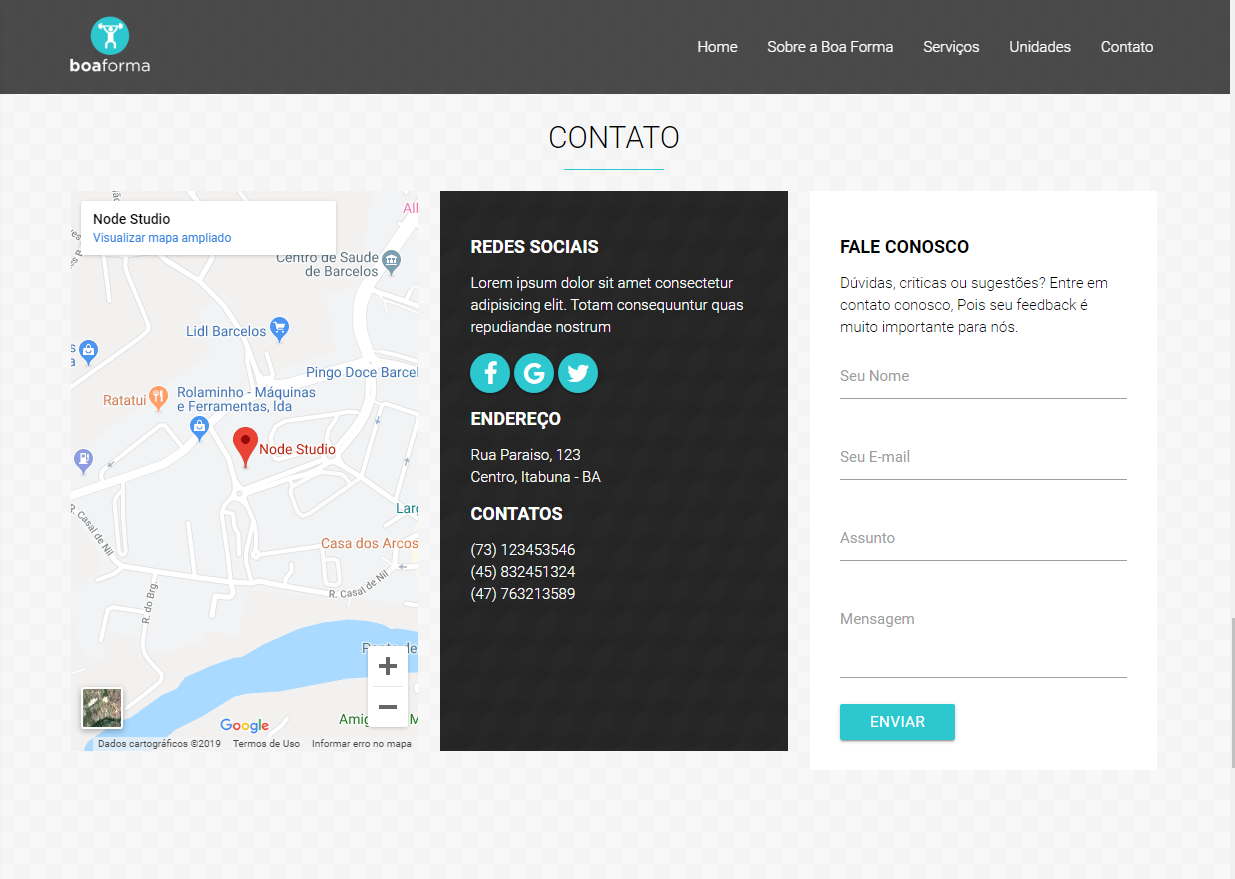 boaforma
Home
Sobre a Boa Forma
Serviços
Unidades
Contato
CONTATO
Node Studio
Visualizar mapa ampliado
Centro de Saude
de Barcelos
Lidl Barcelos
Pingo Doce Barcel
Ratatui
Rolaminho - Máquinas
e Ferramentas, lda
Node Studio
Larg
R. Casal de Nil
Casa dos Arcos
R. Casal de Nil
R. do Brg.
Google
Amig
Dados cartográficos ©2019
Termos de Uso
Informar erro no mapa
REDES SOCIAIS
Lorem ipsum dolor sit amet consectetur
adipisicing elit. Totam consequuntur quas
repudiandae nostrum
ENDEREÇO
Rua Paraiso, 123
Centro, Itabuna - BA
CONTATOS
(73) 123453546
(45) 832451324
(47) 763213589
FALE CONOSCO
Dúvidas, criticas ou sugestões? Entre em
contato conosco, Pois seu feedback é
muito importante para nós.
Seu Nome
Seu E-mail
Assunto
Mensagem
ENVIAR